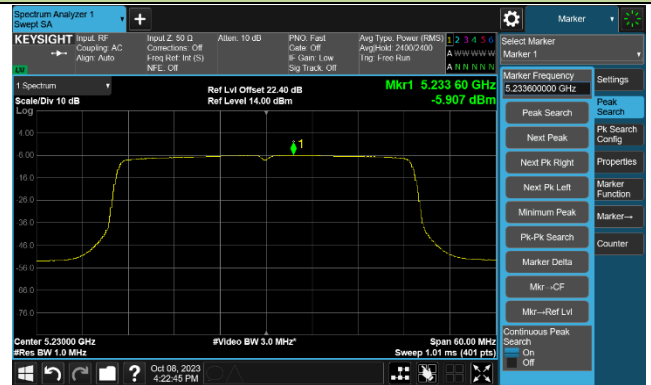 Spectrum Analyzer 1
Swept SA
+
Marker
KEYSIGHT
Input: RF
Coupling: AC
Align: Auto
Input Z: 50 Ω
Corrections: Off
Freq Ref: Int (S)
NFE: Off
Atten: 10 dB
PNO: Fast
Gate: Off
IF Gain: Low
Sig Track: Off
Avg Type: Power (RMS)
Avg|Hold: 2400/2400
Trig: Free Run
1 2 3 4 5 6
A W W W W W
A N N N N N
Select Marker
Marker 1
1 Spectrum
Scale/Div 10 dB
Log
Ref Lvl Offset 22.40 dB
Ref Level 14.00 dBm
Mkr1 5.233 60 GHz
-5.907 dBm
1
4.00
-6.00
-16.0
-26.0
-36.0
-46.0
-56.0
-66.0
-76.0
Center 5.23000 GHz
#Res BW 1.0 MHz
#Video BW 3.0 MHz*
Span 60.00 MHz
Sweep 1.01 ms (401 pts)
Marker Frequency
5.233600000 GHz
Peak Search
Next Peak
Next Pk Right
Next Pk Left
Minimum Peak
Pk-Pk Search
Marker Delta
Mkr→CF
Mkr→Ref Lvl
Continuous Peak
Search
On
Off
Settings
Peak
Search
Pk Search
Config
Properties
Marker
Function
Marker→
Counter
?
Oct 08, 2023
4:22:45 PM